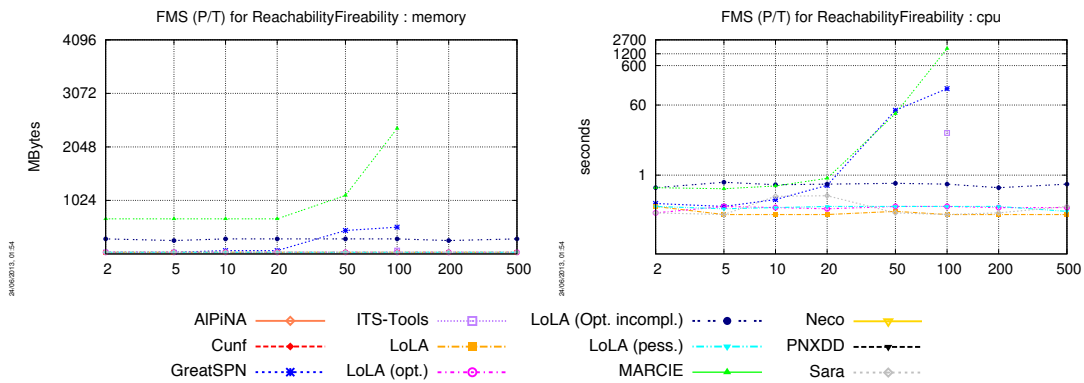 FMS (P/T) for ReachabilityFireability : memory
4096
3072
2048
1024
MBytes
2 5 10 20 50 100 200 500
24/06/2013, 01:54
FMS (P/T) for ReachabilityFireability : cpu
2700
1200
600
60
1
seconds
2 5 10 20 50 100 200 500
24/06/2013, 01:54
AlPiNA ITS-Tools LoLA (Opt. incompl.) Neco
Cunf LoLA LoLA (pess.) PNXDD
GreatSPN LoLA (opt.) MARCIE Sara